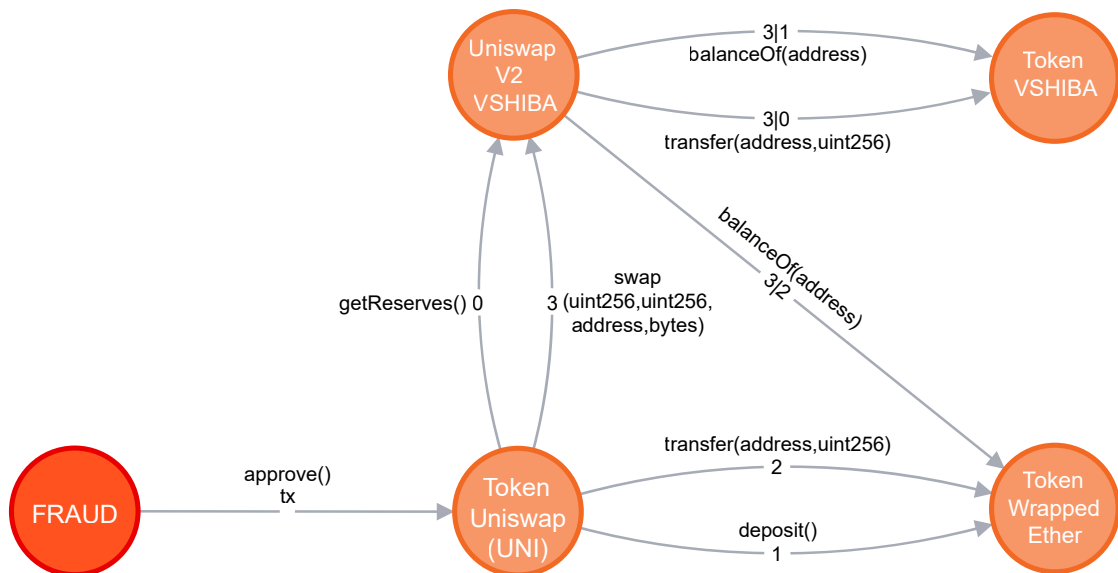 Uniswap
V2
VSHIBA
3|1
balanceOf(address)
3|0
transfer(address,uint256)
Token
VSHIBA
balanceOf(address)
3|2
getReserves() 0
swap
3 (uint256,uint256,
address,bytes)
FRAUD
approve()
tx
Token
Uniswap
(UNI)
transfer(address,uint256)
2
deposit()
1
Token
Wrapped
Ether